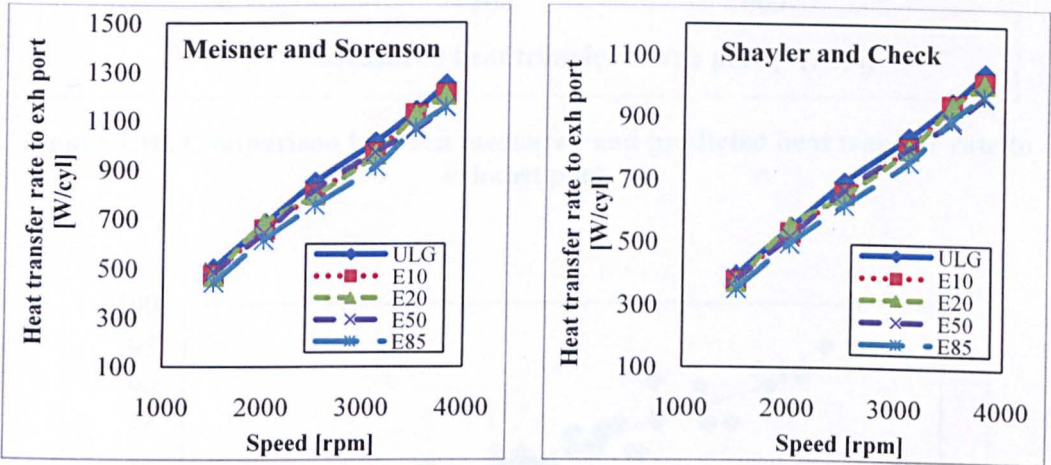 Meisner and Sorenson
Heat transfer rate to exh port
[W/cyl]
1500
1300
1100
900
700
500
300
100
ULG
E10
E20
E50
E85
1000 2000 3000 4000
Speed [rpm]
Shayler and Check
Heat transfer rate to exh port
[W/cyl]
1100
900
700
500
300
100
ULG
E10
E20
E50
E85
1000 2000 3000 4000
Speed [rpm]